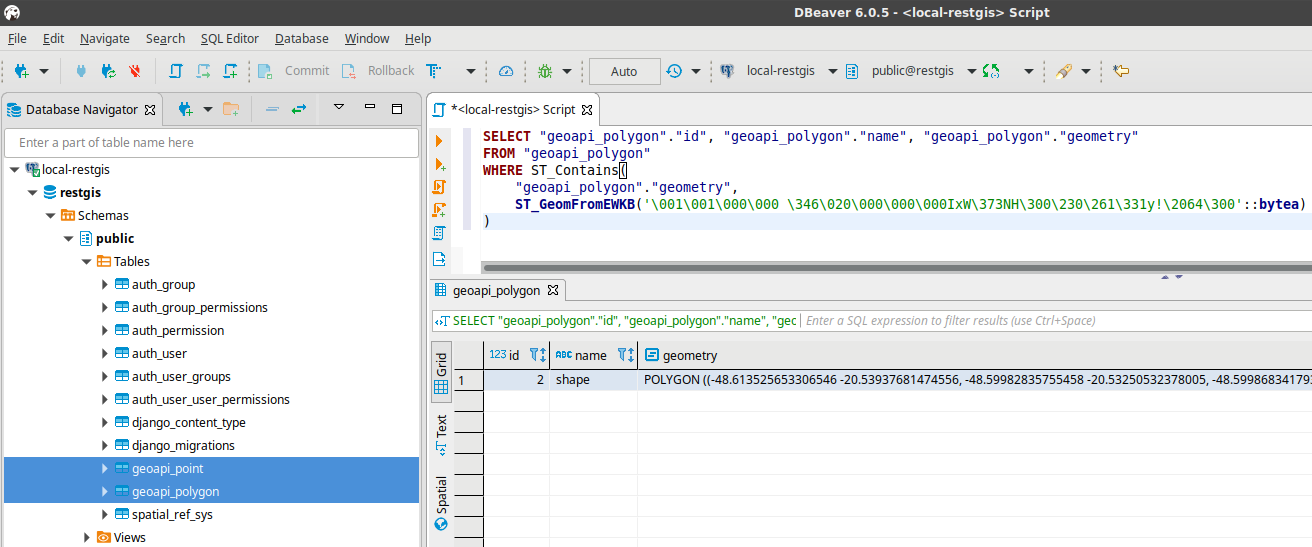 DBeaver 6.0.5 - <local-restgis> Script
File Edit Navigate Search SQL Editor Database Window Help
Commit Rollback Auto local-restgis public@restgis
Database Navigator
Enter a part of table name here
local-restgis
restgis
Schemas
public
Tables
auth_group
auth_group_permissions
auth_permission
auth_user
auth_user_groups
auth_user_user_permissions
django_content_type
django_migrations
geoapi_point
geoapi_polygon
spatial_ref_sys
Views
*<local-restgis> Script
SELECT "geoapi_polygon"."id", "geoapi_polygon"."name", "geoapi_polygon"."geometry"
FROM "geoapi_polygon"
WHERE ST_Contains(
"geoapi_polygon"."geometry",
ST_GeomFromEWKB('\001\001\000\000 \346\020\000\000\000IxW\373NH\300\230\261\331y!\2064\300'::bytea)
)
geoapi_polygon
SELECT "geoapi_polygon"."id", "geoapi_polygon"."name", "geoc Enter a SQL expression to filter results (use Ctrl+Space)
Grid
Text
Spatial
123 id ABC name geometry
1 2 shape POLYGON ((-48.613525653306546 -20.53937681474556, -48.59982835755458 -20.53250532378005, -48.599868341793